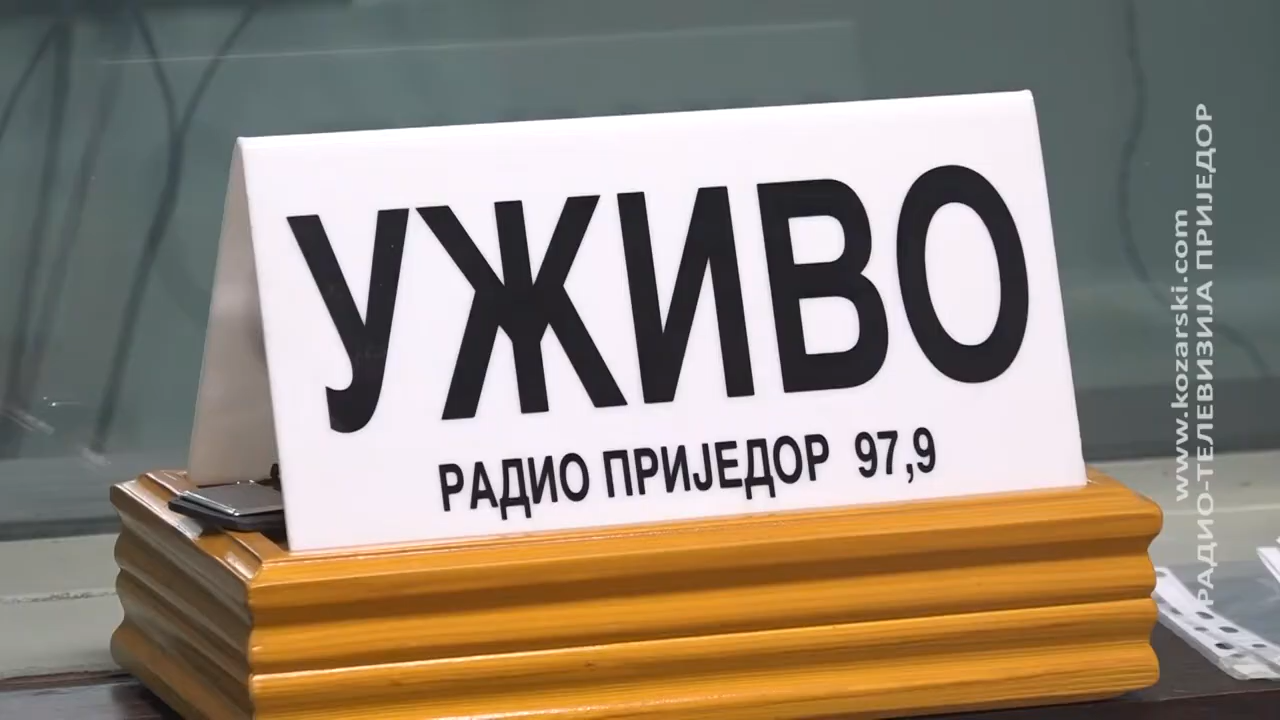 УЖИВО
РАДИО ПРИЈЕДОР 97,9
www.kozarski.com
РАДИО-ТЕЛЕВИЗИЈА ПРИЈЕДОР